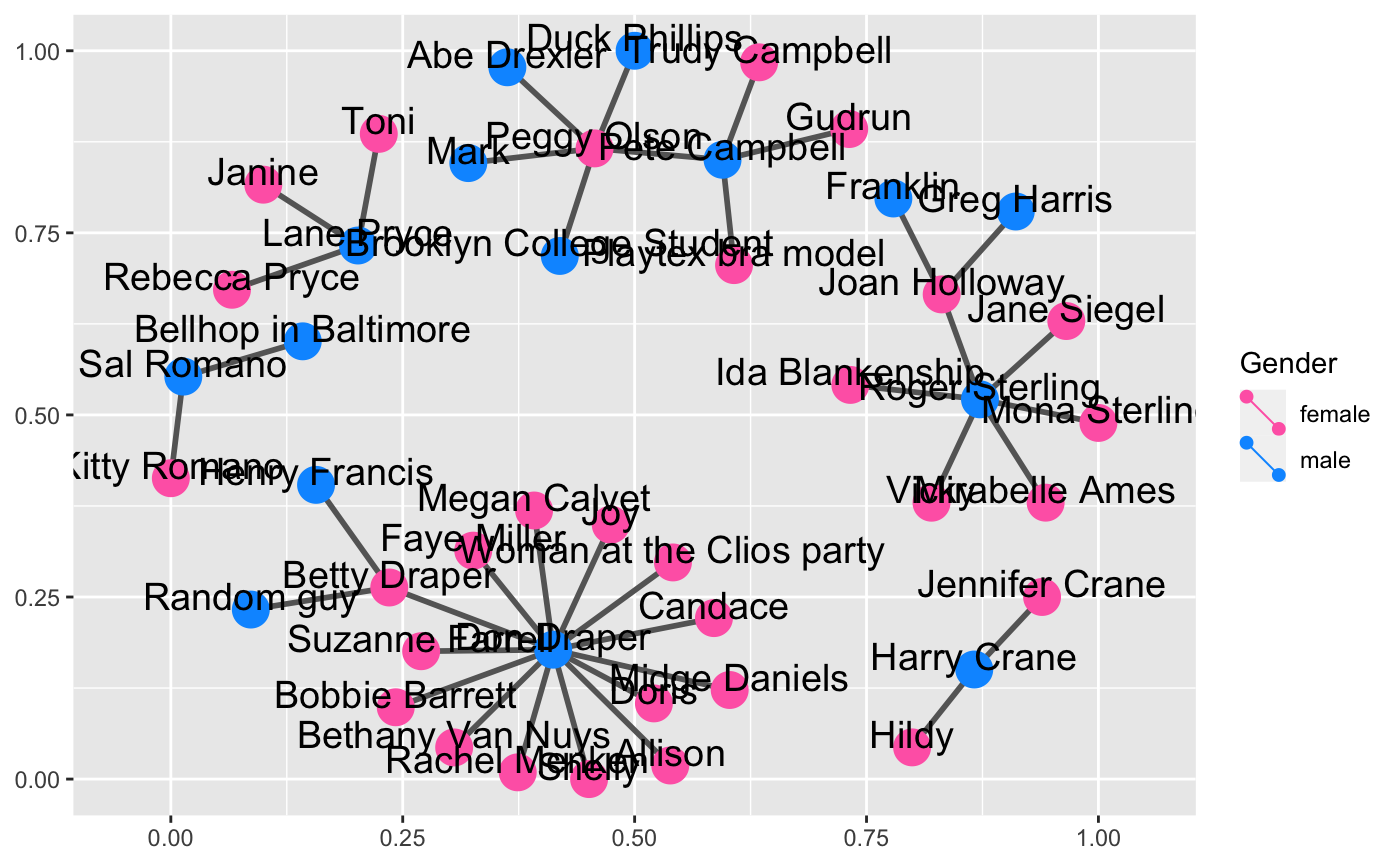 1.00
0.75
0.50
0.25
0.00
Duck Phillips
Abe Drexler
Trudy Campbell
Toni
Gudrun
Peggy Olson
Mark
Pete Campbell
Janine
Franklin
Greg Harris
Lane Pryce
Brooklyn College Student
Playtex bra model
Rebecca Pryce
Joan Holloway
Jane Siegel
Bellhop in Baltimore
Sal Romano
Ida Blankenship
Roger Sterling
Mona Sterling
Kitty Romano
Henry Francis
Vicky
Mirabelle Ames
Megan Calvet
Joy
Faye Miller
Woman at the Clios party
Betty Draper
Random guy
Candace
Jennifer Crane
Suzanne Farrell
Don Draper
Harry Crane
Midge Daniels
Doris
Bobbie Barrett
Bethany Van Nuys
Hildy
Rachel Menken
Shelly
Allison
0.00 0.25 0.50 0.75 1.00
Gender
female
male